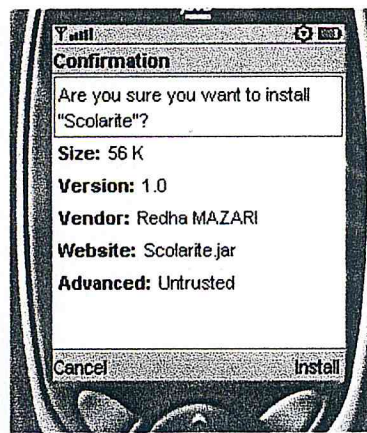 Confirmation
Are you sure you want to install
"Scolarite"?
Size: 56 K
Version: 1.0
Vendor: Redha MAZARI
Website: Scolarite.jar
Advanced: Untrusted
Cancel Install